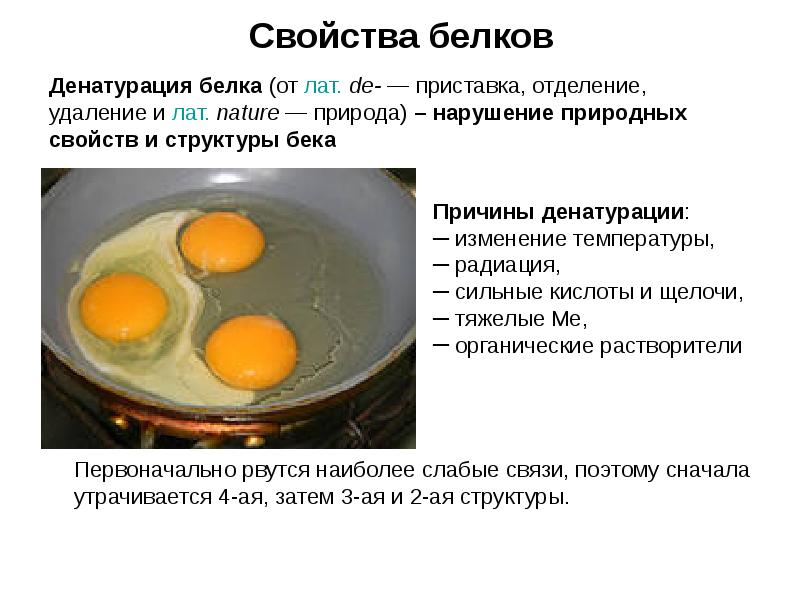 Свойства белков
Денатурация белка (от лат. de- — приставка, отделение,
удаление и лат. nature — природа) – нарушение природных
свойств и структуры бека
Причины денатурации:
─ изменение температуры,
─ радиация,
─ сильные кислоты и щелочи,
─ тяжелые Ме,
─ органические растворители
Первоначально рвутся наиболее слабые связи, поэтому сначала
утрачивается 4-ая, затем 3-ая и 2-ая структуры.